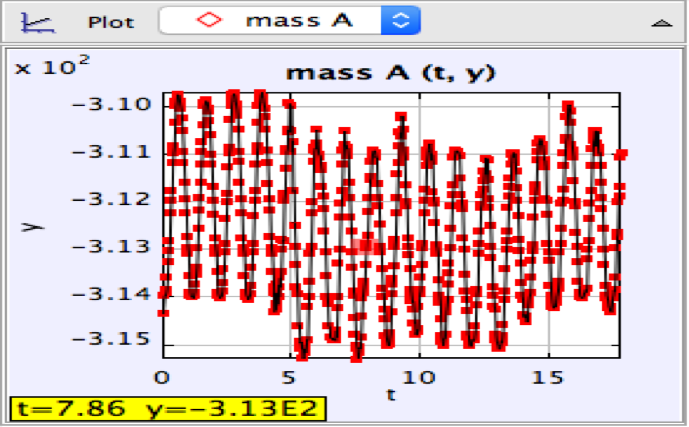 Plot mass A
× 10²
mass A (t, y)
−3.10
−3.11
−3.12
−3.13
−3.14
−3.15
y
0 5 10 15
t
t=7.86 y=−3.13E2